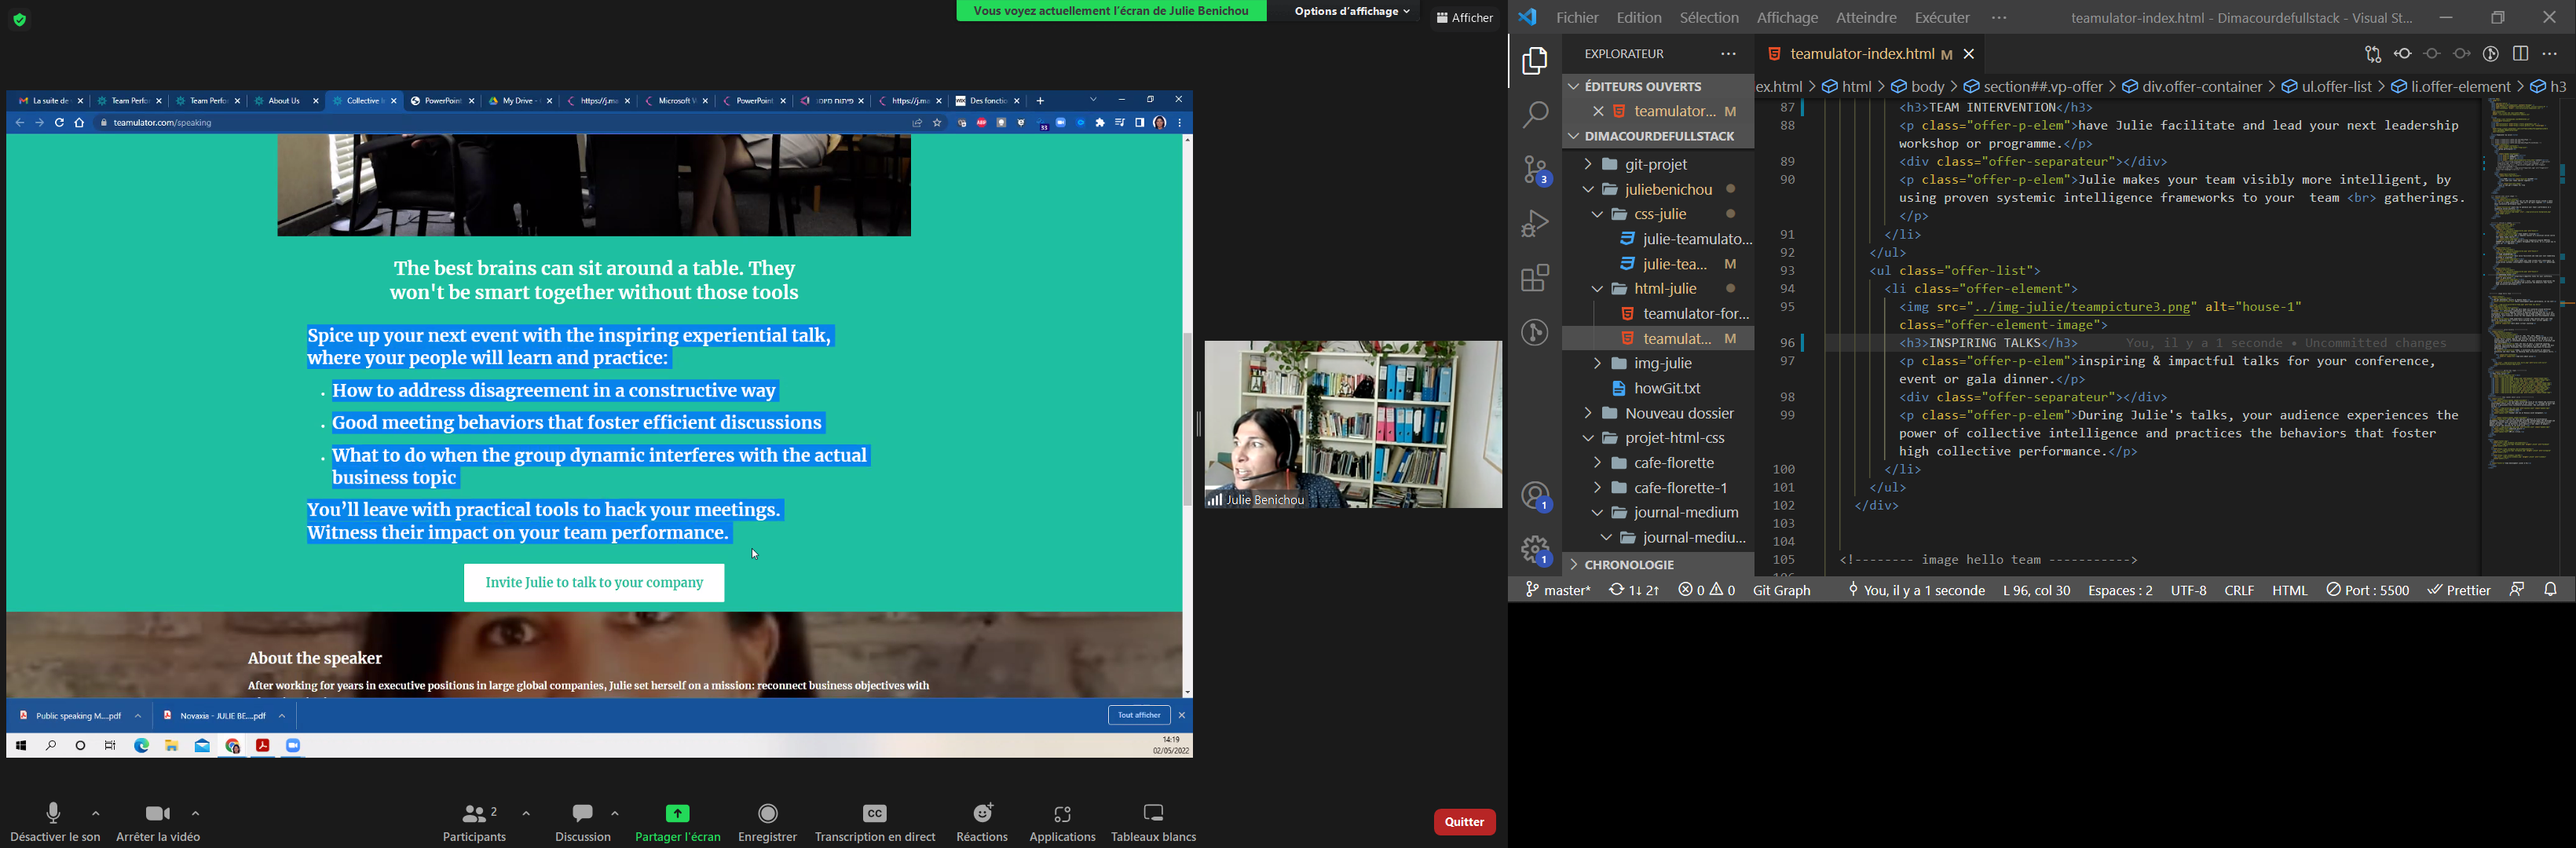 Vous voyez actuellement l'écran de Julie Benichou
Options d'affichage
Afficher
La suite de
Team Perfor
Team Perfo
About Us
Collective I
PowerPoint
My Drive -
https://j.ma
Microsoft V
PowerPoint
פיתוח מיומנ
https://j.ma
Des fonctio
teamulator.com/speaking
33
The best brains can sit around a table. They
won't be smart together without those tools
Spice up your next event with the inspiring experiential talk,
where your people will learn and practice:
• How to address disagreement in a constructive way
• Good meeting behaviors that foster efficient discussions
• What to do when the group dynamic interferes with the actual
business topic
You'll leave with practical tools to hack your meetings.
Witness their impact on your team performance.
Invite Julie to talk to your company
About the speaker
After working for years in executive positions in large global companies, Julie set herself on a mission: reconnect business objectives with
Public speaking M....pdf
Novaxia - JULIE BE....pdf
Tout afficher
14:19
02/05/2022
Julie Benichou
Désactiver le son
Arrêter la vidéo
Participants
2
Discussion
Partager l'écran
Enregistrer
CC
Transcription en direct
Réactions
Applications
Tableaux blancs
Quitter
Fichier Edition Sélection Affichage Atteindre Exécuter ···
teamulator-index.html - Dimacourdefullstack - Visual St...
EXPLORATEUR
ÉDITEURS OUVERTS
teamulator... M
DIMACOURDEFULLSTACK
git-projet
juliebenichou
css-julie
julie-teamulato...
julie-tea... M
html-julie
teamulator-for...
teamulat... M
img-julie
howGit.txt
Nouveau dossier
projet-html-css
cafe-florette
cafe-florette-1
journal-medium
journal-mediu...
CHRONOLOGIE
3
1
1
teamulator-index.html M
ex.html > html > body > section##.vp-offer > div.offer-container > ul.offer-list > li.offer-element > h3
87 <h3>TEAM INTERVENTION</h3>
88 <p class="offer-p-elem">have Julie facilitate and lead your next leadership
workshop or programme.</p>
89 <div class="offer-separateur"></div>
90 <p class="offer-p-elem">Julie makes your team visibly more intelligent, by
using proven systemic intelligence frameworks to your  team <br> gatherings.
</p>
91 </li>
92 </ul>
93 <ul class="offer-list">
94 <li class="offer-element">
95 <img src="../img-julie/teampicture3.png" alt="house-1"
class="offer-element-image">
96 <h3>INSPIRING TALKS</h3> You, il y a 1 seconde • Uncommitted changes
97 <p class="offer-p-elem">inspiring & impactful talks for your conference,
event or gala dinner.</p>
98 <div class="offer-separateur"></div>
99 <p class="offer-p-elem">During Julie's talks, your audience experiences the
power of collective intelligence and practices the behaviors that foster
high collective performance.</p>
100 </li>
101 </ul>
102 </div>
103
104
105 <!-------- image hello team ----------->
master* 1↓ 2↑ 0 0 Git Graph You, il y a 1 seconde L 96, col 30 Espaces : 2 UTF-8 CRLF HTML Port : 5500 Prettier